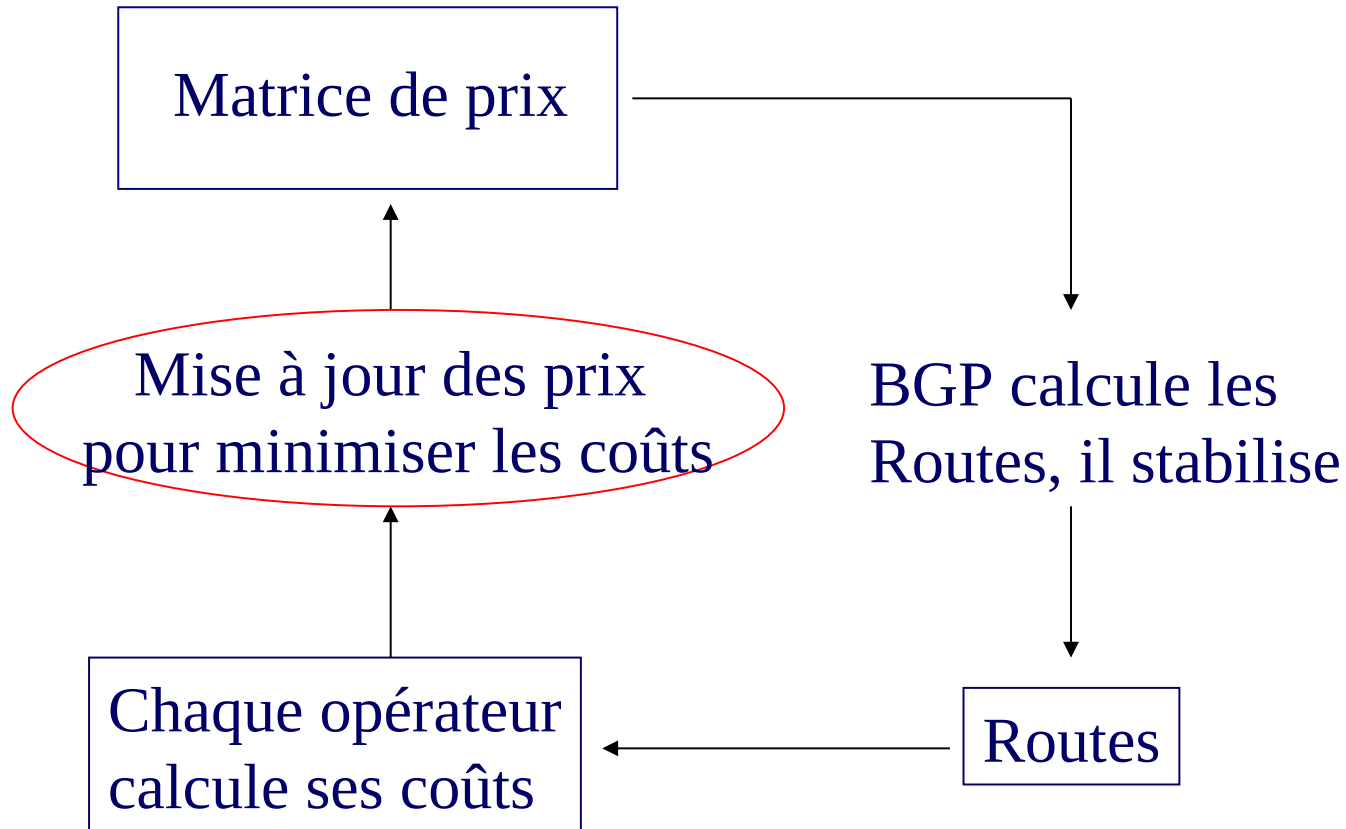 Matrice de prix
Mise à jour des prix
pour minimiser les coûts
BGP calcule les
Routes, il stabilise
Chaque opérateur
calcule ses coûts
Routes